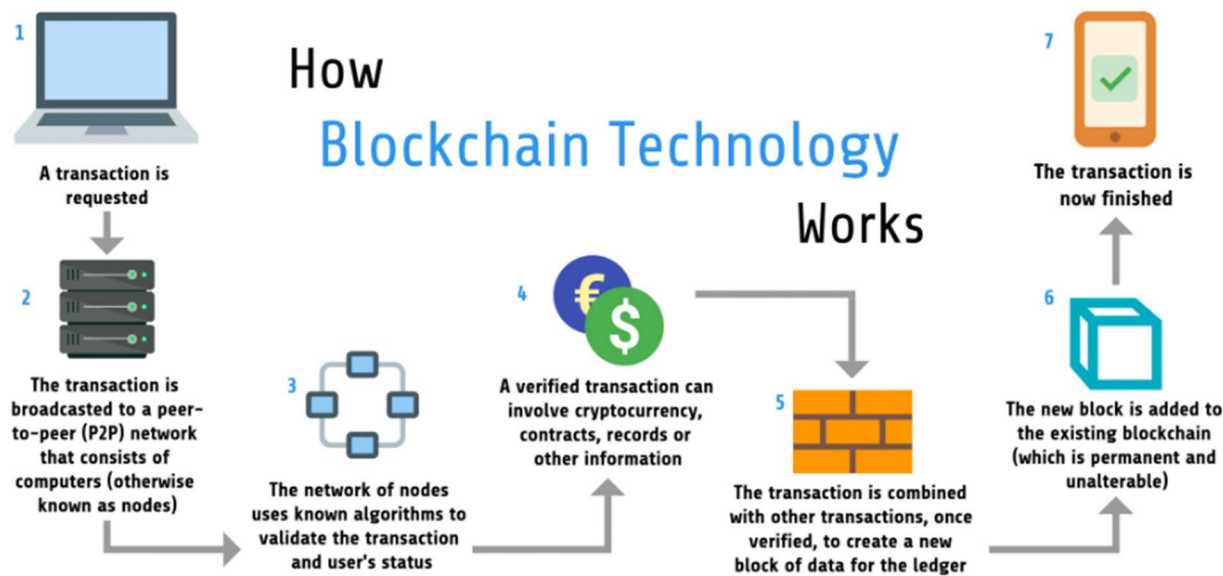 How
Blockchain Technology
Works
1
A transaction is
requested
2
The transaction is
broadcasted to a peer-
to-peer (P2P) network
that consists of
computers (otherwise
known as nodes)
3
The network of nodes
uses known algorithms to
validate the transaction
and user's status
4
€
$
A verified transaction can
involve cryptocurrency,
contracts, records or
other information
5
The transaction is combined
with other transactions, once
verified, to create a new
block of data for the ledger
6
The new block is added to
the existing blockchain
(which is permanent and
unalterable)
7
The transaction is
now finished